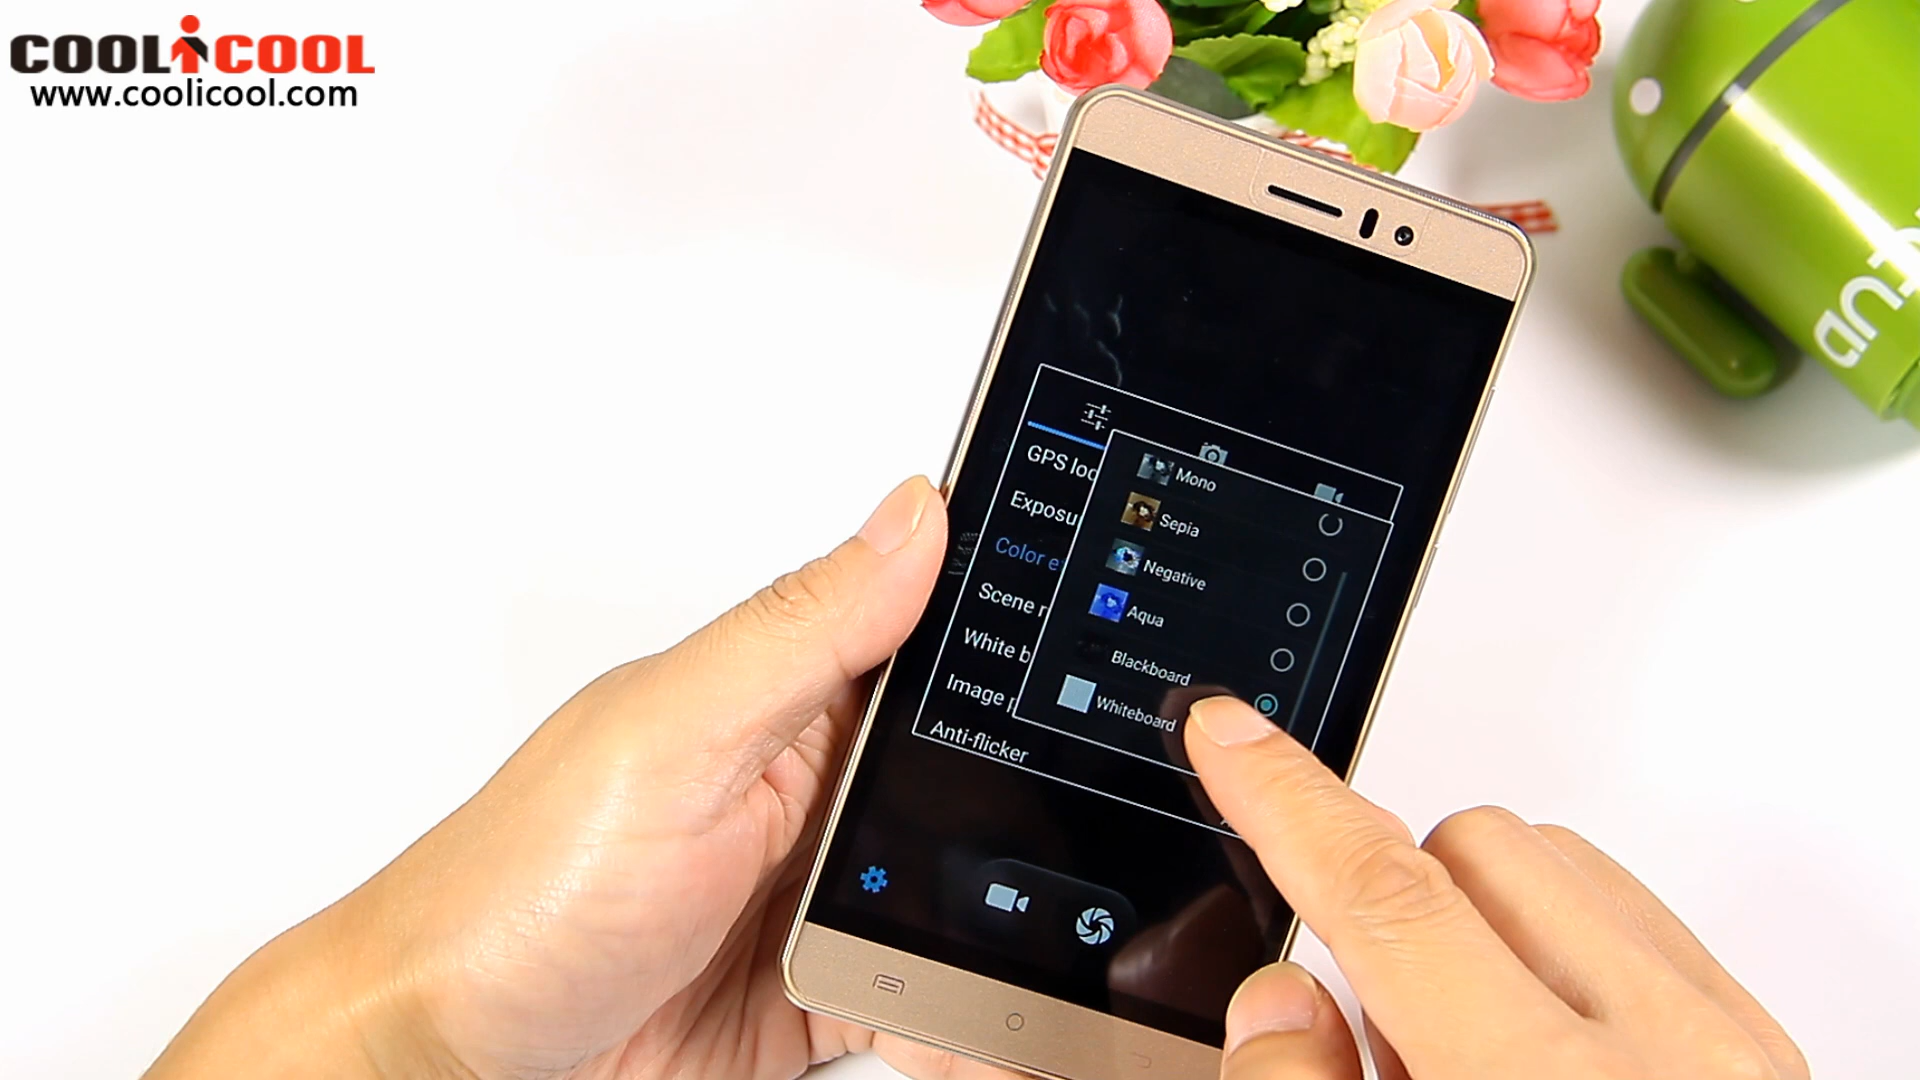 COOLiCOOL
www.coolicool.com
GPS loc
Exposu
Color e
Scene
White b
Image
Anti-flicker
Mono
Sepia
Negative
Aqua
Blackboard
Whiteboard